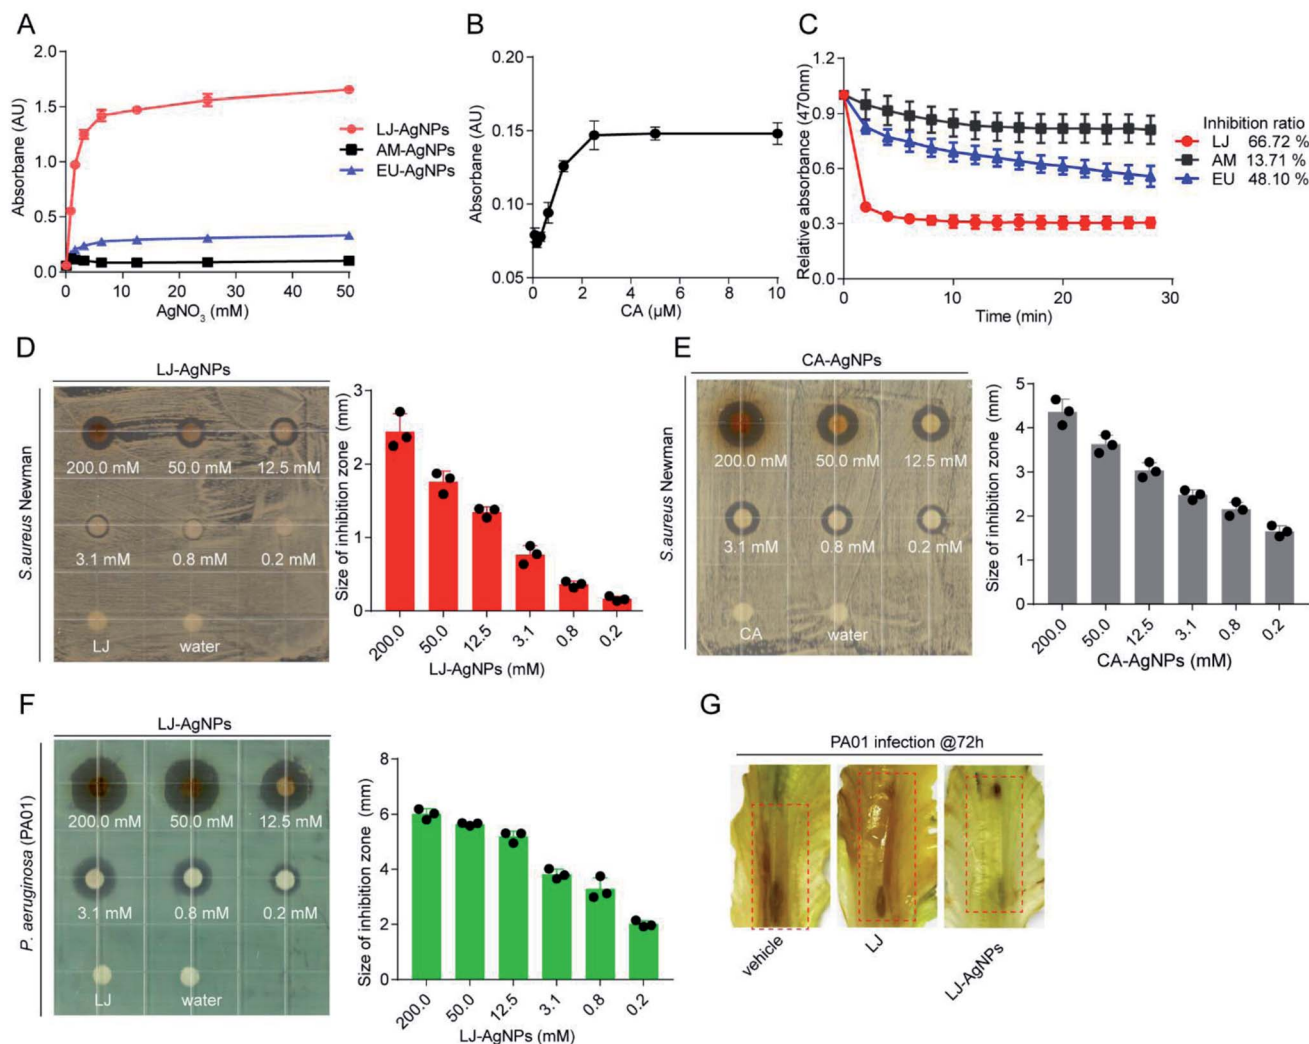 A
Absorbane (AU)
2.0
1.5
1.0
0.5
0.0
0
10
20
30
40
50
AgNO3 (mM)
LJ-AgNPs
AM-AgNPs
EU-AgNPs
B
Absorbane (AU)
0.20
0.15
0.10
0.05
0
2
4
6
8
10
CA (µM)
C
Relative absorbance (470nm)
1.2
0.9
0.6
0.3
0.0
0
10
20
30
Time (min)
Inhibition ratio
LJ 66.72 %
AM 13.71 %
EU 48.10 %
D
LJ-AgNPs
S.aureus Newman
200.0 mM 50.0 mM 12.5 mM
3.1 mM 0.8 mM 0.2 mM
LJ water
Size of inhibition zone (mm)
3
2
1
0
200.0
50.0
12.5
3.1
0.8
0.2
LJ-AgNPs (mM)
E
CA-AgNPs
S.aureus Newman
200.0 mM 50.0 mM 12.5 mM
3.1 mM 0.8 mM 0.2 mM
CA water
Size of inhibition zone (mm)
5
4
3
2
1
0
200.0
50.0
12.5
3.1
0.8
0.2
CA-AgNPs (mM)
F
LJ-AgNPs
P. aeruginosa (PA01)
200.0 mM 50.0 mM 12.5 mM
3.1 mM 0.8 mM 0.2 mM
LJ water
Size of inhibition zone (mm)
8
6
4
2
0
200.0
50.0
12.5
3.1
0.8
0.2
LJ-AgNPs (mM)
G
PA01 infection @72h
vehicle
LJ
LJ-AgNPs